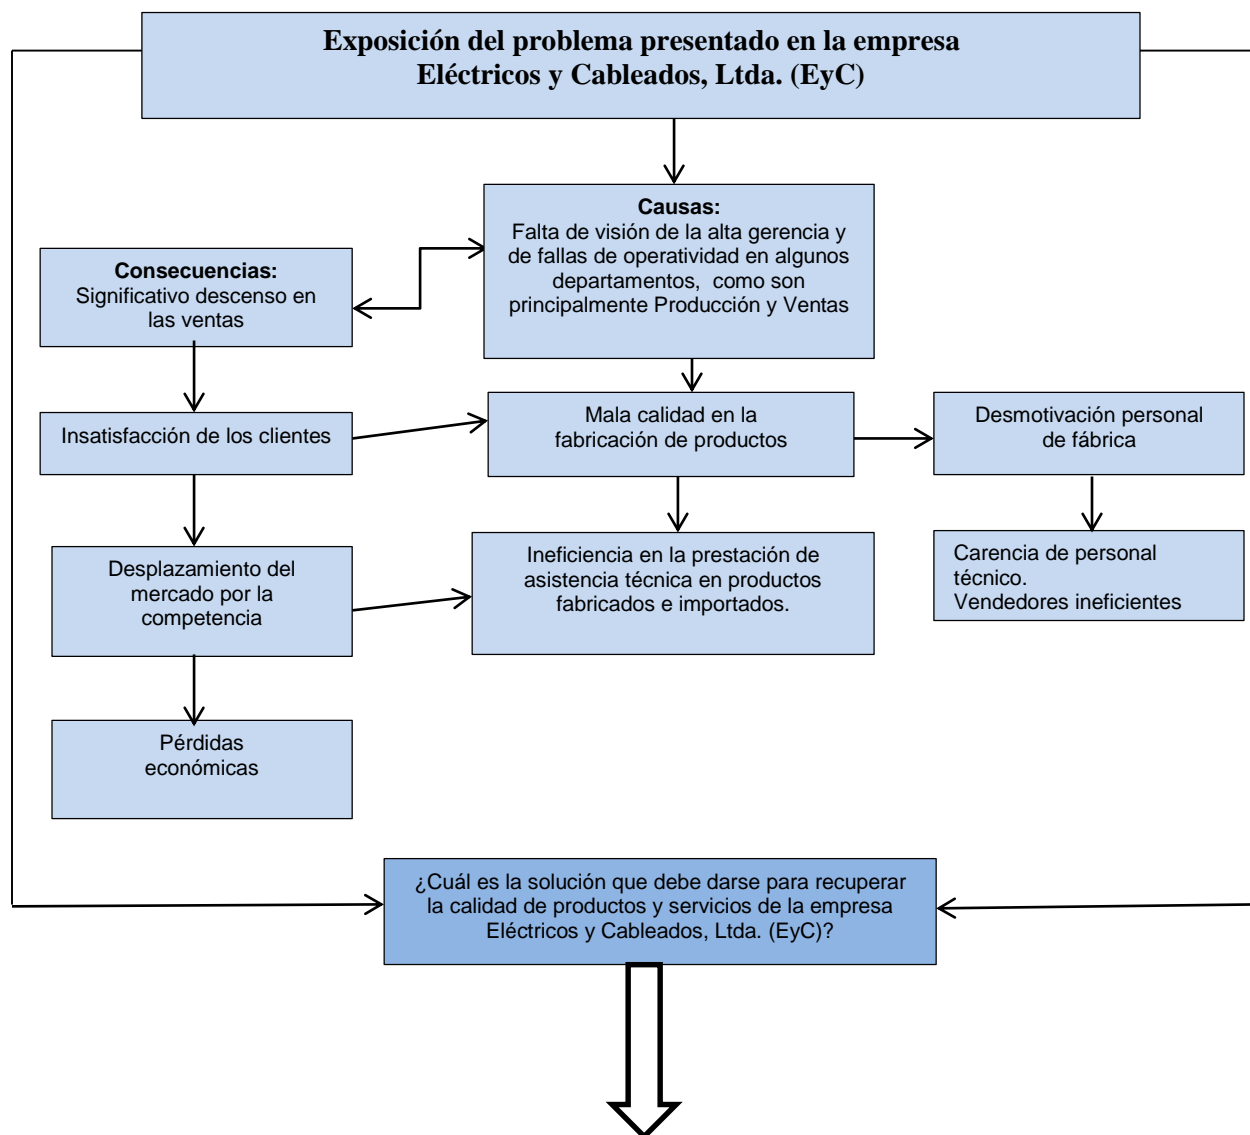 Exposición del problema presentado en la empresa
Eléctricos y Cableados, Ltda. (EyC)
Causas:
Falta de visión de la alta gerencia y
de fallas de operatividad en algunos
departamentos, como son
principalmente Producción y Ventas
Consecuencias:
Significativo descenso en
las ventas
Insatisfacción de los clientes
Mala calidad en la
fabricación de productos
Desmotivación personal
de fábrica
Desplazamiento del
mercado por la
competencia
Ineficiencia en la prestación de
asistencia técnica en productos
fabricados e importados.
Carencia de personal
técnico.
Vendedores ineficientes
Pérdidas
económicas
¿Cuál es la solución que debe darse para recuperar
la calidad de productos y servicios de la empresa
Eléctricos y Cableados, Ltda. (EyC)?